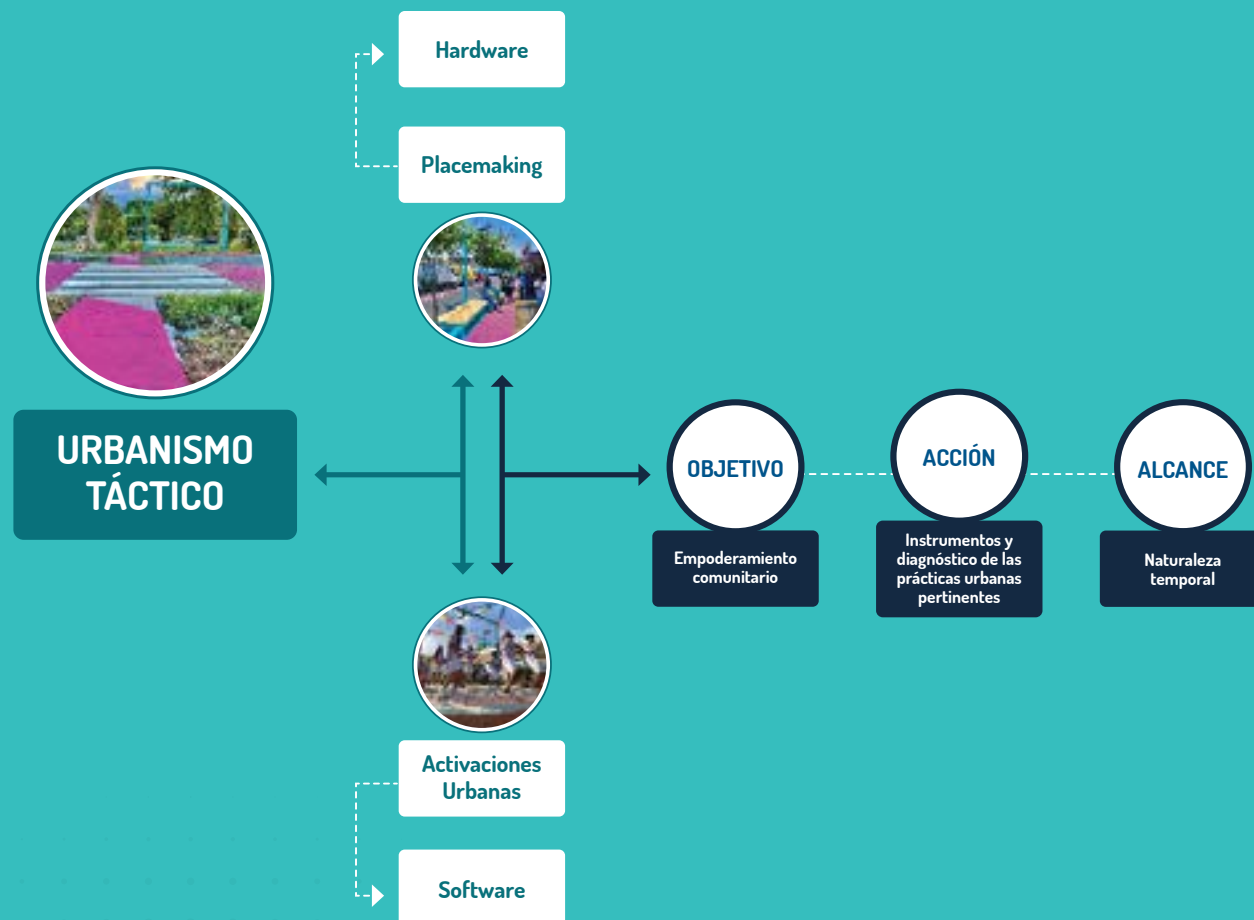 Hardware
Placemaking
URBANISMO
TÁCTICO
OBJETIVO
Empoderamiento
comunitario
ACCIÓN
Instrumentos y
diagnóstico de las
prácticas urbanas
pertinentes
ALCANCE
Naturaleza
temporal
Activaciones
Urbanas
Software